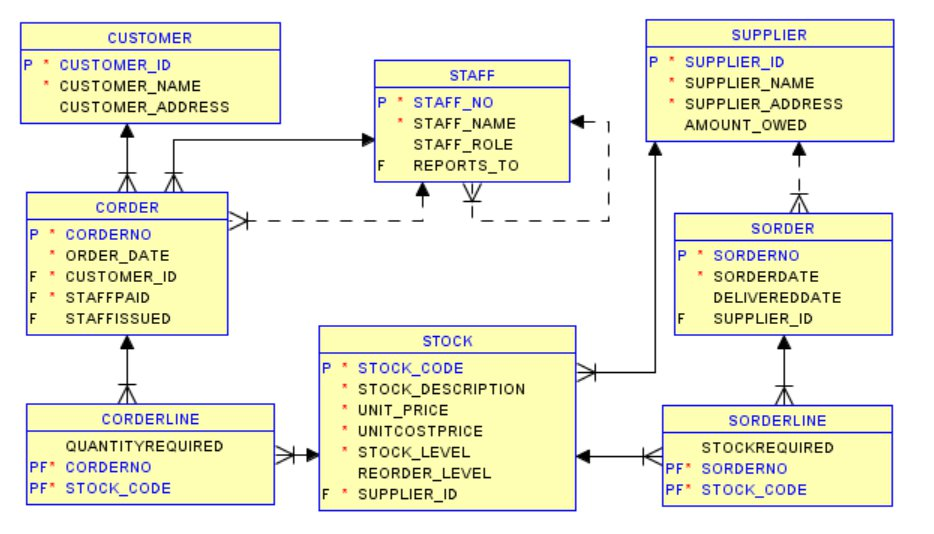 CUSTOMER
P * CUSTOMER_ID
* CUSTOMER_NAME
CUSTOMER_ADDRESS
STAFF
P * STAFF_NO
* STAFF_NAME
STAFF_ROLE
F REPORTS_TO
SUPPLIER
P * SUPPLIER_ID
* SUPPLIER_NAME
* SUPPLIER_ADDRESS
AMOUNT_OWED
CORDER
P * CORDERNO
* ORDER_DATE
F * CUSTOMER_ID
F * STAFFPAID
F STAFFISSUED
SORDER
P * SORDERNO
* SORDERDATE
DELIVEREDDATE
F SUPPLIER_ID
STOCK
P * STOCK_CODE
* STOCK_DESCRIPTION
* UNIT_PRICE
* UNITCOSTPRICE
* STOCK_LEVEL
REORDER_LEVEL
F * SUPPLIER_ID
CORDERLINE
QUANTITYREQUIRED
PF* CORDERNO
PF* STOCK_CODE
SORDERLINE
STOCKREQUIRED
PF* SORDERNO
PF* STOCK_CODE